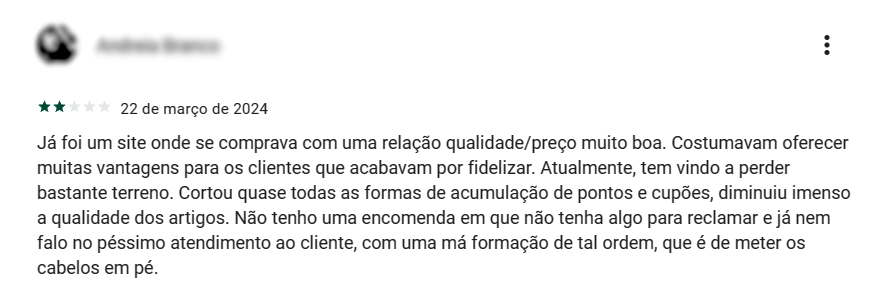 22 de março de 2024
Já foi um site onde se comprava com uma relação qualidade/preço muito boa. Costumavam oferecer
muitas vantagens para os clientes que acabavam por fidelizar. Atualmente, tem vindo a perder
bastante terreno. Cortou quase todas as formas de acumulação de pontos e cupões, diminuiu imenso
a qualidade dos artigos. Não tenho uma encomenda em que não tenha algo para reclamar e já nem
falo no péssimo atendimento ao cliente, com uma má formação de tal ordem, que é de meter os
cabelos em pé.